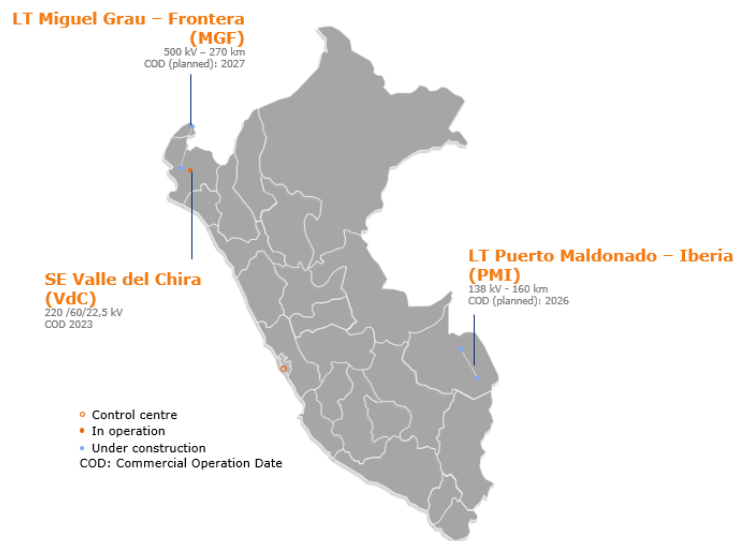 LT Miguel Grau – Frontera
(MGF)
500 kV – 270 km
COD (planned): 2027
SE Valle del Chira
(VdC)
220 /60/22,5 kV
COD 2023
LT Puerto Maldonado – Iberia
(PMI)
138 kV - 160 km
COD (planned): 2026
Control centre
In operation
Under construction
COD: Commercial Operation Date